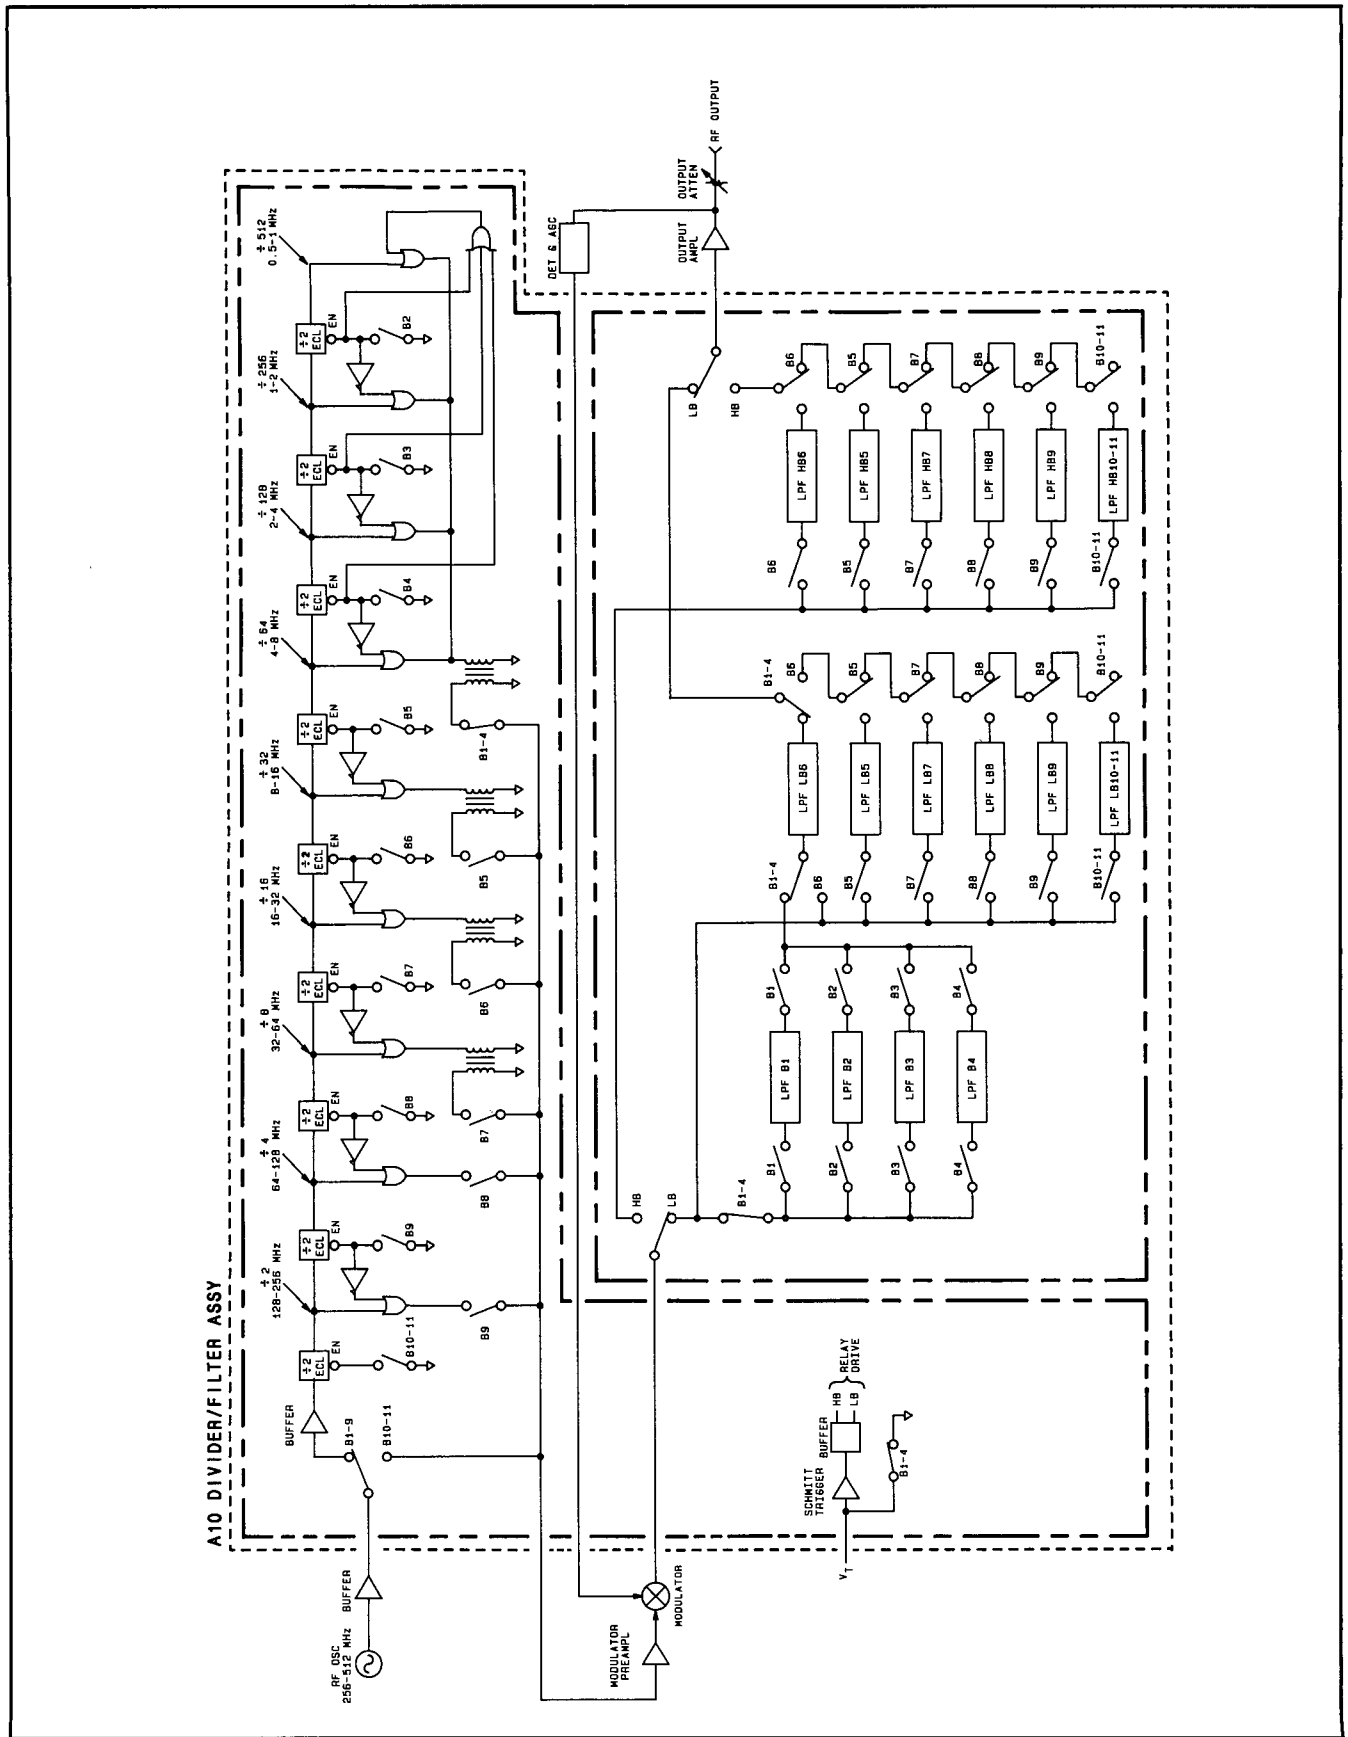 A10 DIVIDER/FILTER ASSY
RF OSC
256-512 MHz
BUFFER
B1-9
B10-11
BUFFER
÷2
ECL
EN
B10-11
÷ 2
128-256 MHz
÷2
ECL
EN
B9
B9
÷ 4
64-128 MHz
÷2
ECL
EN
B8
B8
÷ 8
32-64 MHz
÷2
ECL
EN
B7
B7
÷ 16
16-32 MHz
÷2
ECL
EN
B6
B6
÷ 32
8-16 MHz
÷2
ECL
EN
B5
B5
÷ 64
4-8 MHz
÷2
ECL
EN
B4
B1-4
÷ 128
2-4 MHz
÷2
ECL
EN
B3
÷ 256
1-2 MHz
÷2
ECL
EN
B2
÷ 512
0.5-1 MHz
MODULATOR
PREAMPL
MODULATOR
HB
LB
B1-4
B1
LPF B1
B1
B2
LPF B2
B2
B3
LPF B3
B3
B4
LPF B4
B4
B1-4
B6
LPF LB6
B1-4
B6
B5
LPF LB5
B5
B7
LPF LB7
B7
B8
LPF LB8
B8
B9
LPF LB9
B9
B10-11
LPF LB10-11
B10-11
B6
LPF HB6
B6
B5
LPF HB5
B5
B7
LPF HB7
B7
B8
LPF HB8
B8
B9
LPF HB9
B9
B10-11
LPF HB10-11
B10-11
LB
HB
DET & AGC
OUTPUT
AMPL
OUTPUT
ATTEN
RF OUTPUT
VT
SCHMITT
TRIGGER
BUFFER
HB
LB
RELAY
DRIVE
B1-4